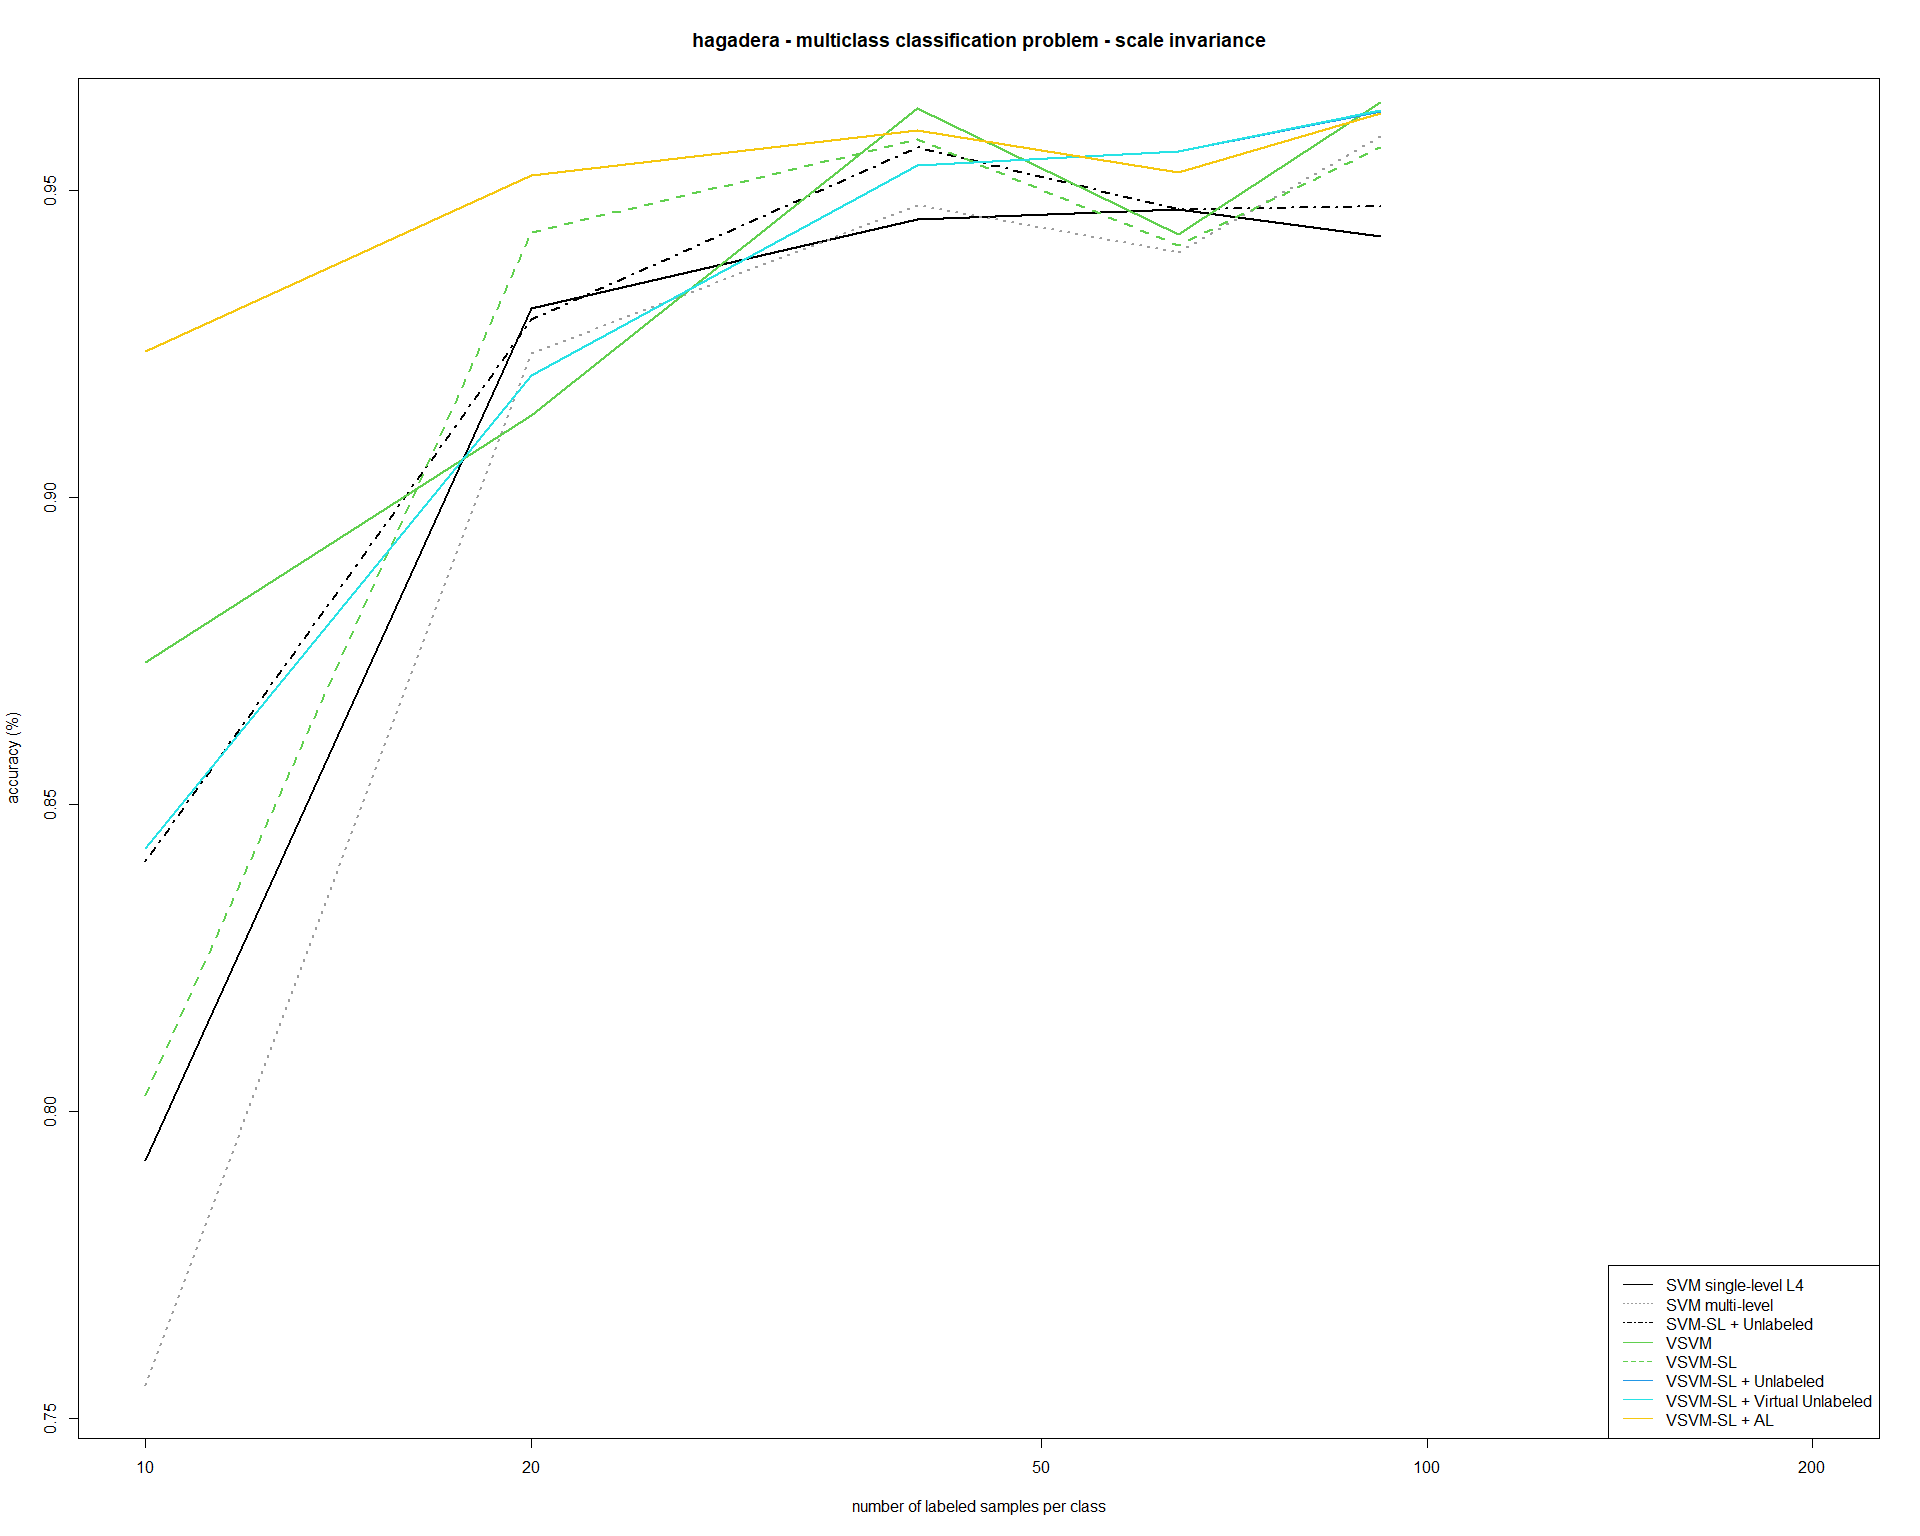 hagadera - multiclass classification problem - scale invariance
accuracy (%)
0.95
0.90
0.85
0.80
0.75
10
20
50
100
200
number of labeled samples per class
SVM single-level L4
SVM multi-level
SVM-SL + Unlabeled
VSVM
VSVM-SL
VSVM-SL + Unlabeled
VSVM-SL + Virtual Unlabeled
VSVM-SL + AL